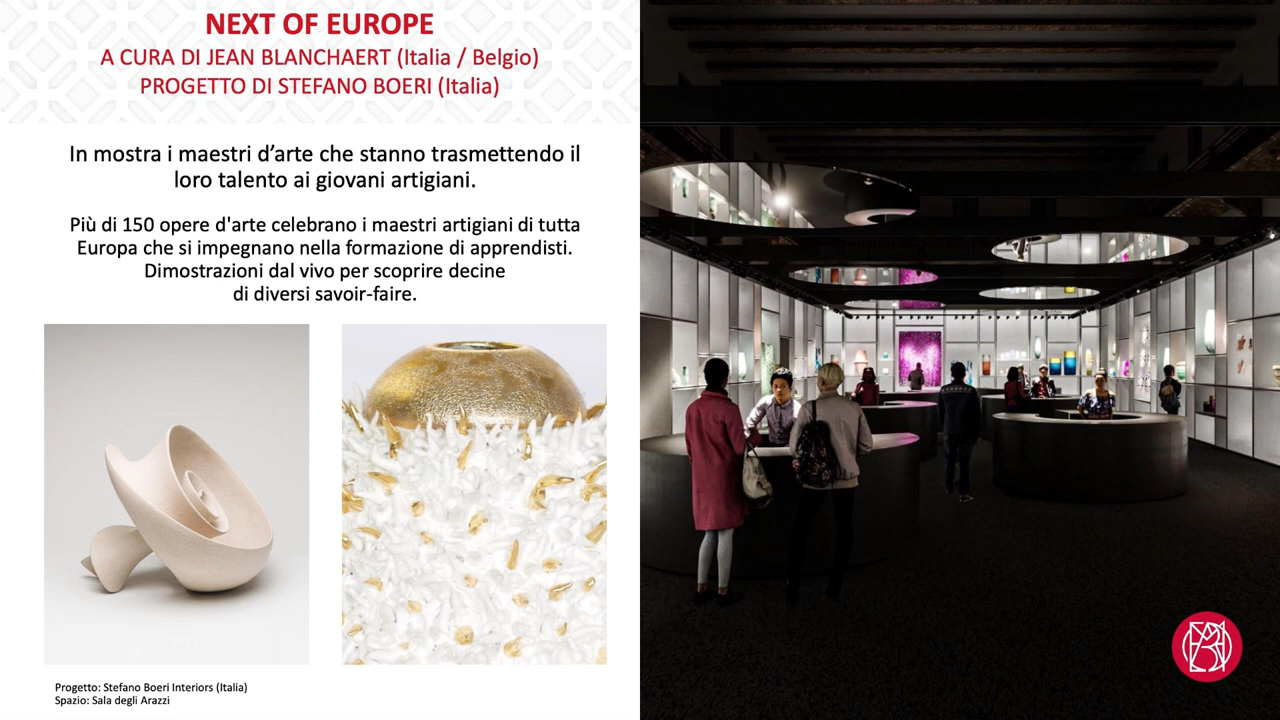 NEXT OF EUROPE
A CURA DI JEAN BLANCHAERT (Italia / Belgio)
PROGETTO DI STEFANO BOERI (Italia)
In mostra i maestri d’arte che stanno trasmettendo il
loro talento ai giovani artigiani.
Più di 150 opere d'arte celebrano i maestri artigiani di tutta
Europa che si impegnano nella formazione di apprendisti.
Dimostrazioni dal vivo per scoprire decine
di diversi savoir-faire.
Progetto: Stefano Boeri Interiors (Italia)
Spazio: Sala degli Arazzi